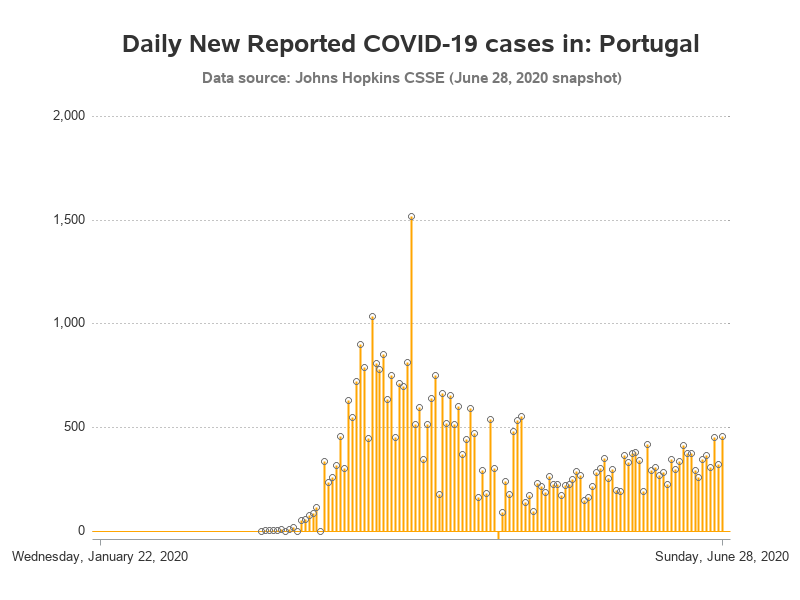 Daily New Reported COVID-19 cases in: Portugal
Data source: Johns Hopkins CSSE (June 28, 2020 snapshot)
2,000
1,500
1,000
500
0
Wednesday, January 22, 2020 Sunday, June 28, 2020